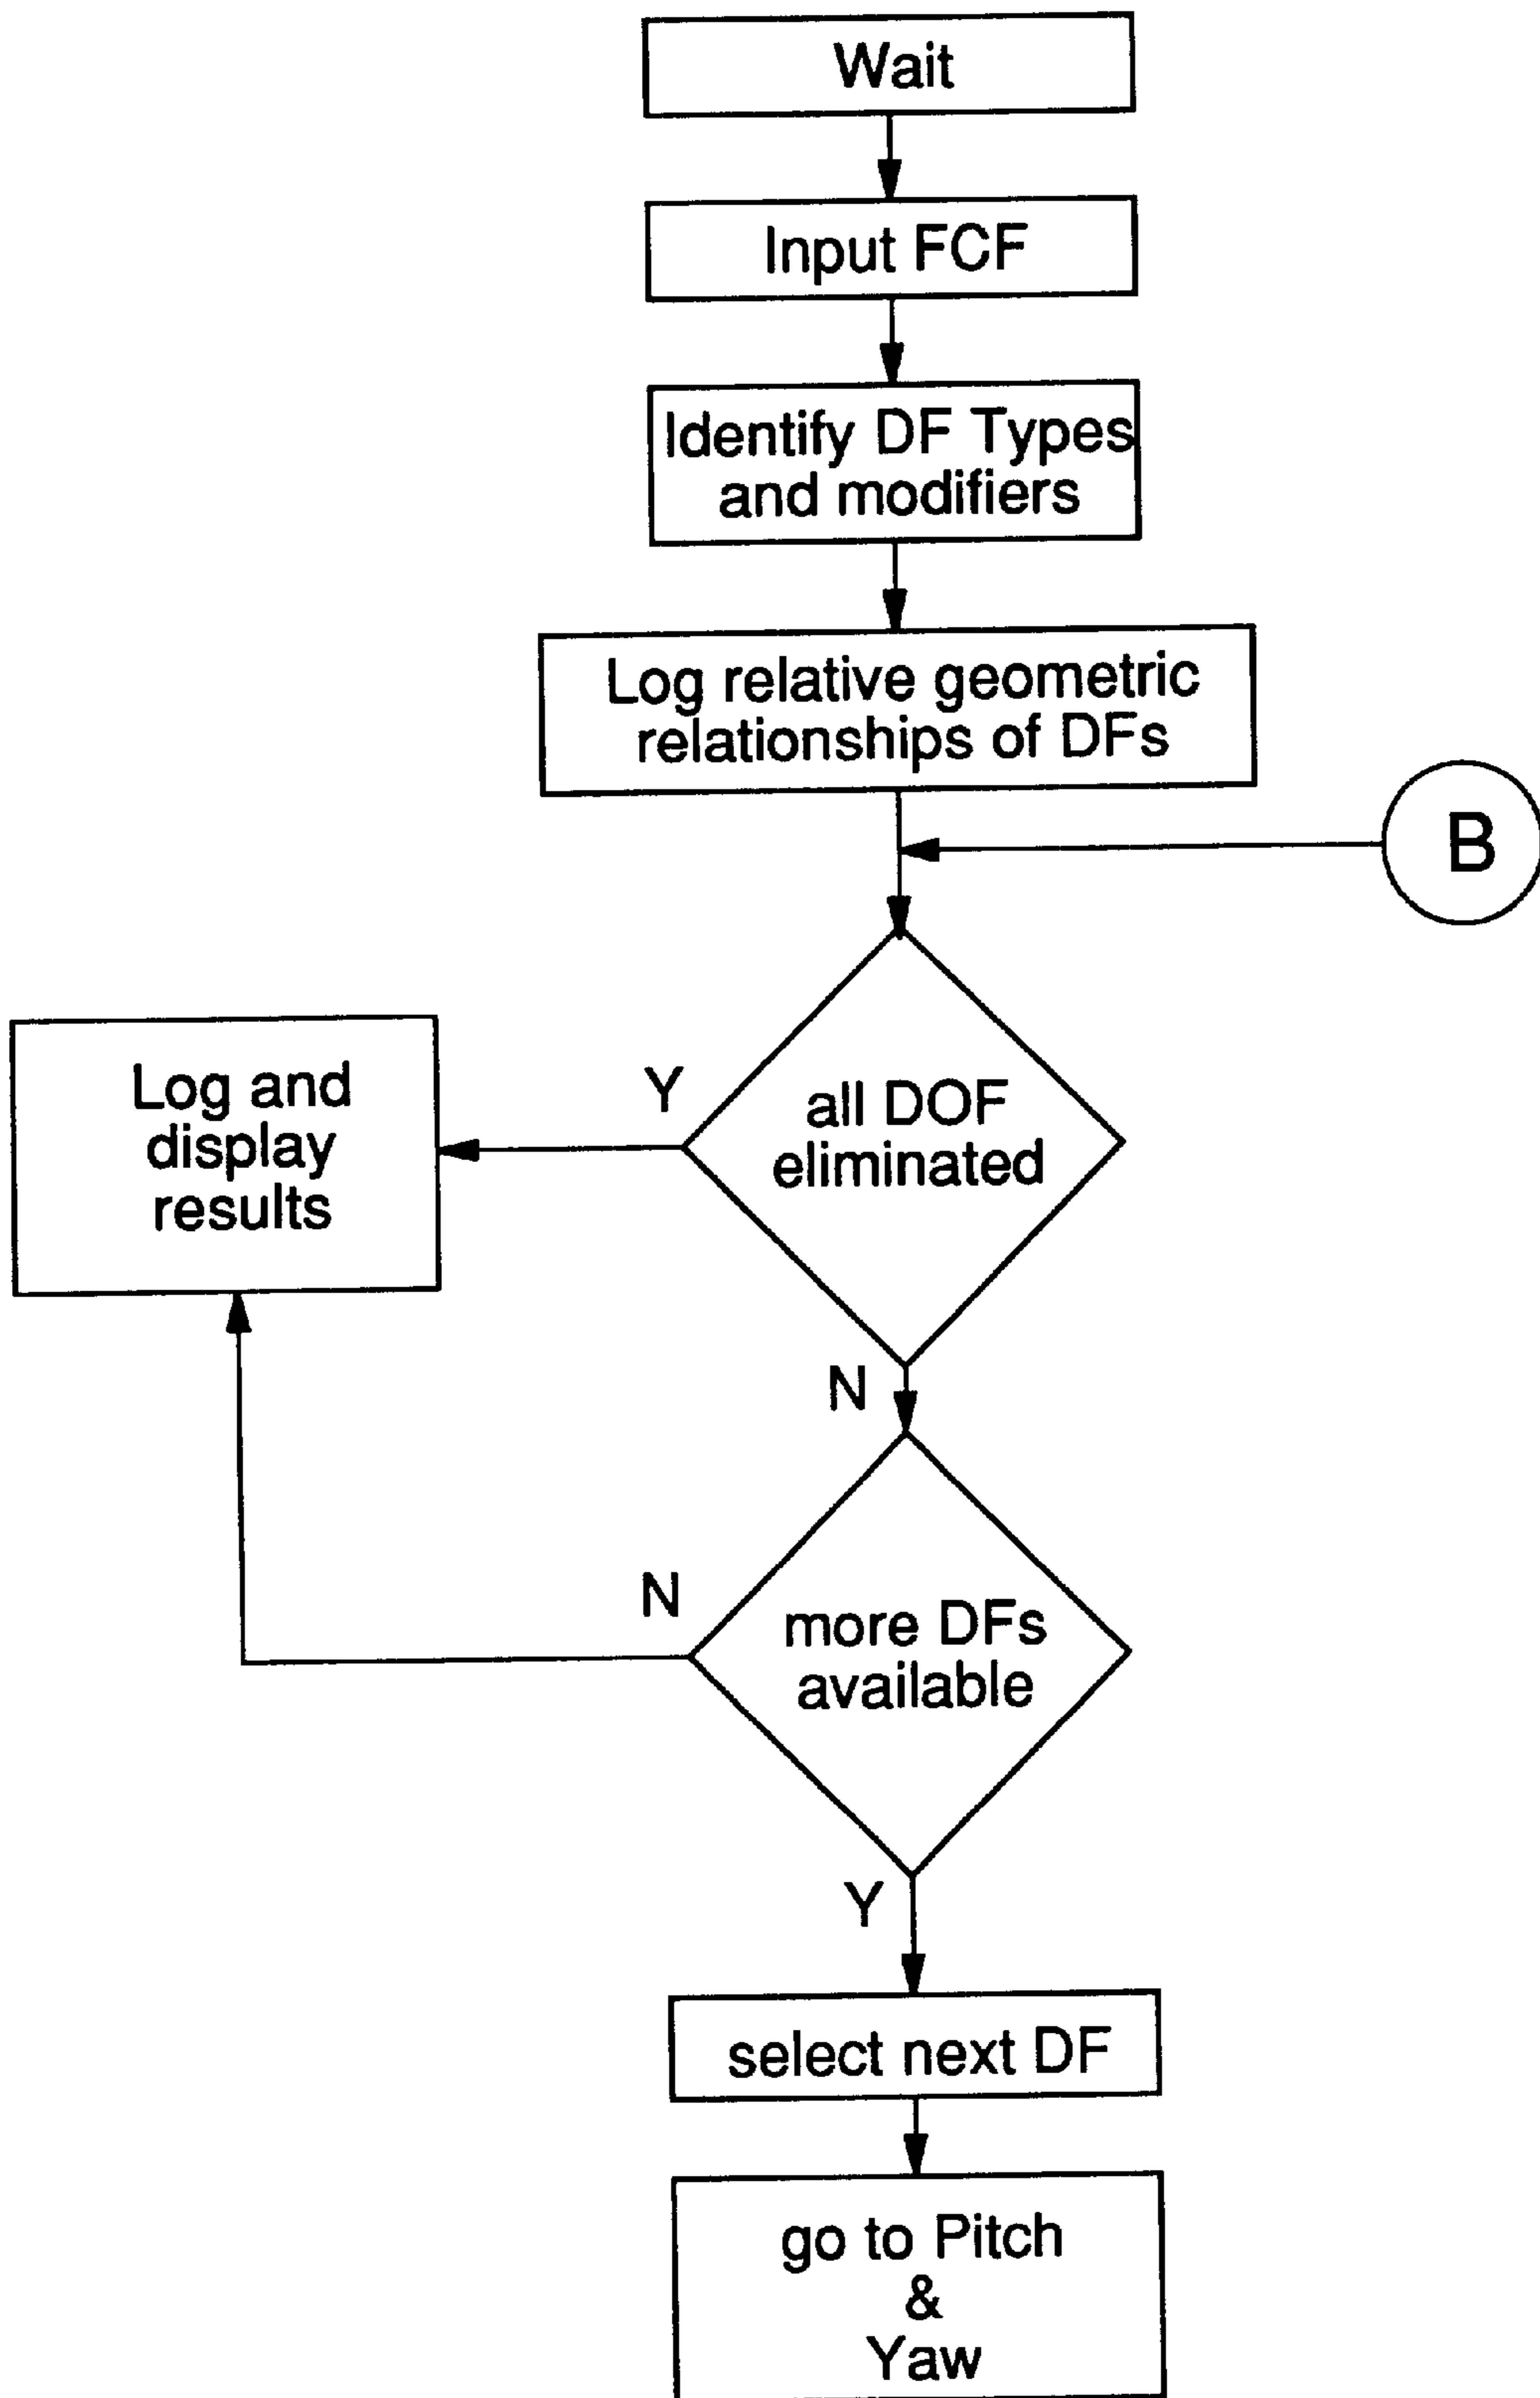 Wait
Input FCF
Identify DF Types
and modifiers
Log relative geometric
relationships of DFs
B
Log and
display
results
Y
all DOF
eliminated
N
N
more DFs
available
Y
select next DF
go to Pitch
&
Yaw